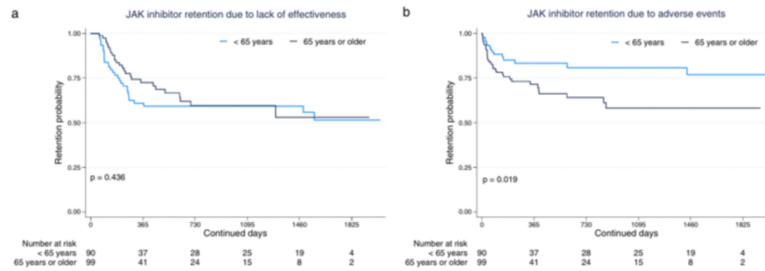 a
JAK inhibitor retention due to lack of effectiveness
< 65 years 65 years or older
1.00
0.75
0.50
0.25
0.00
Retention probability
p = 0.436
0 365 730 1095 1460 1825
Continued days
Number at risk
< 65 years 90 37 28 25 19 4
65 years or older 99 41 24 15 8 2
b
JAK inhibitor retention due to adverse events
< 65 years 65 years or older
1.00
0.75
0.50
0.25
0.00
Retention probability
p = 0.019
0 365 730 1095 1460 1825
Continued days
Number at risk
< 65 years 90 37 28 25 19 4
65 years or older 99 41 24 15 8 2